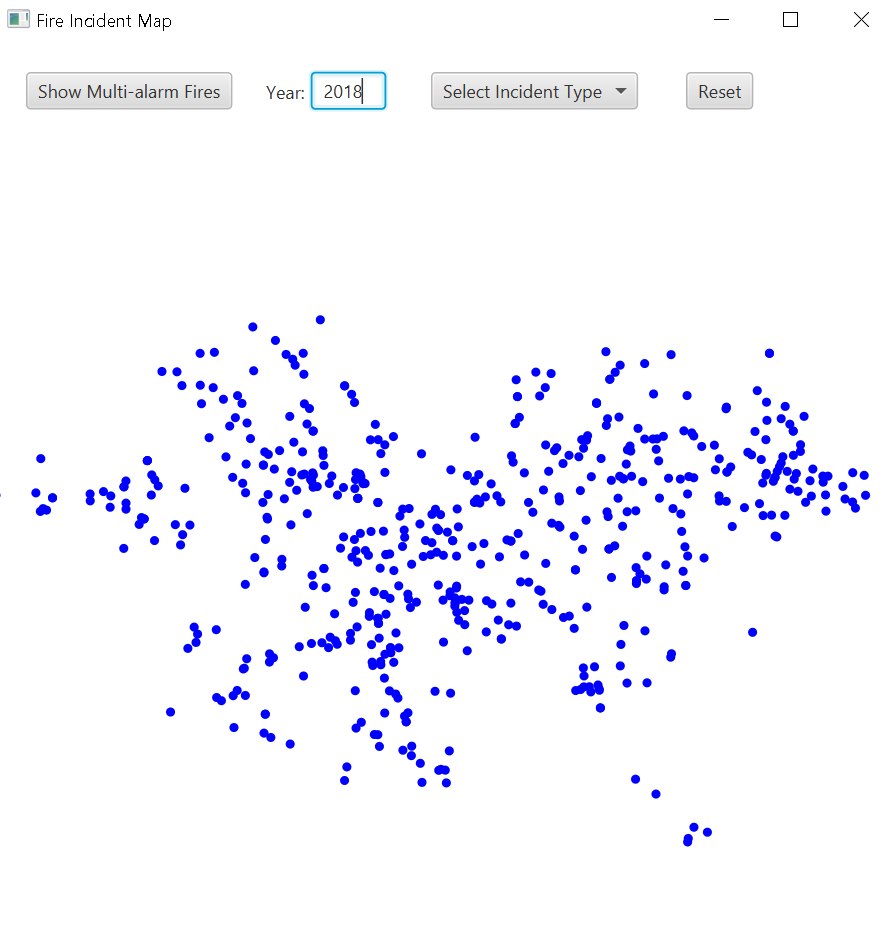 Fire Incident Map
Show Multi-alarm Fires Year: 2018 Select Incident Type Reset